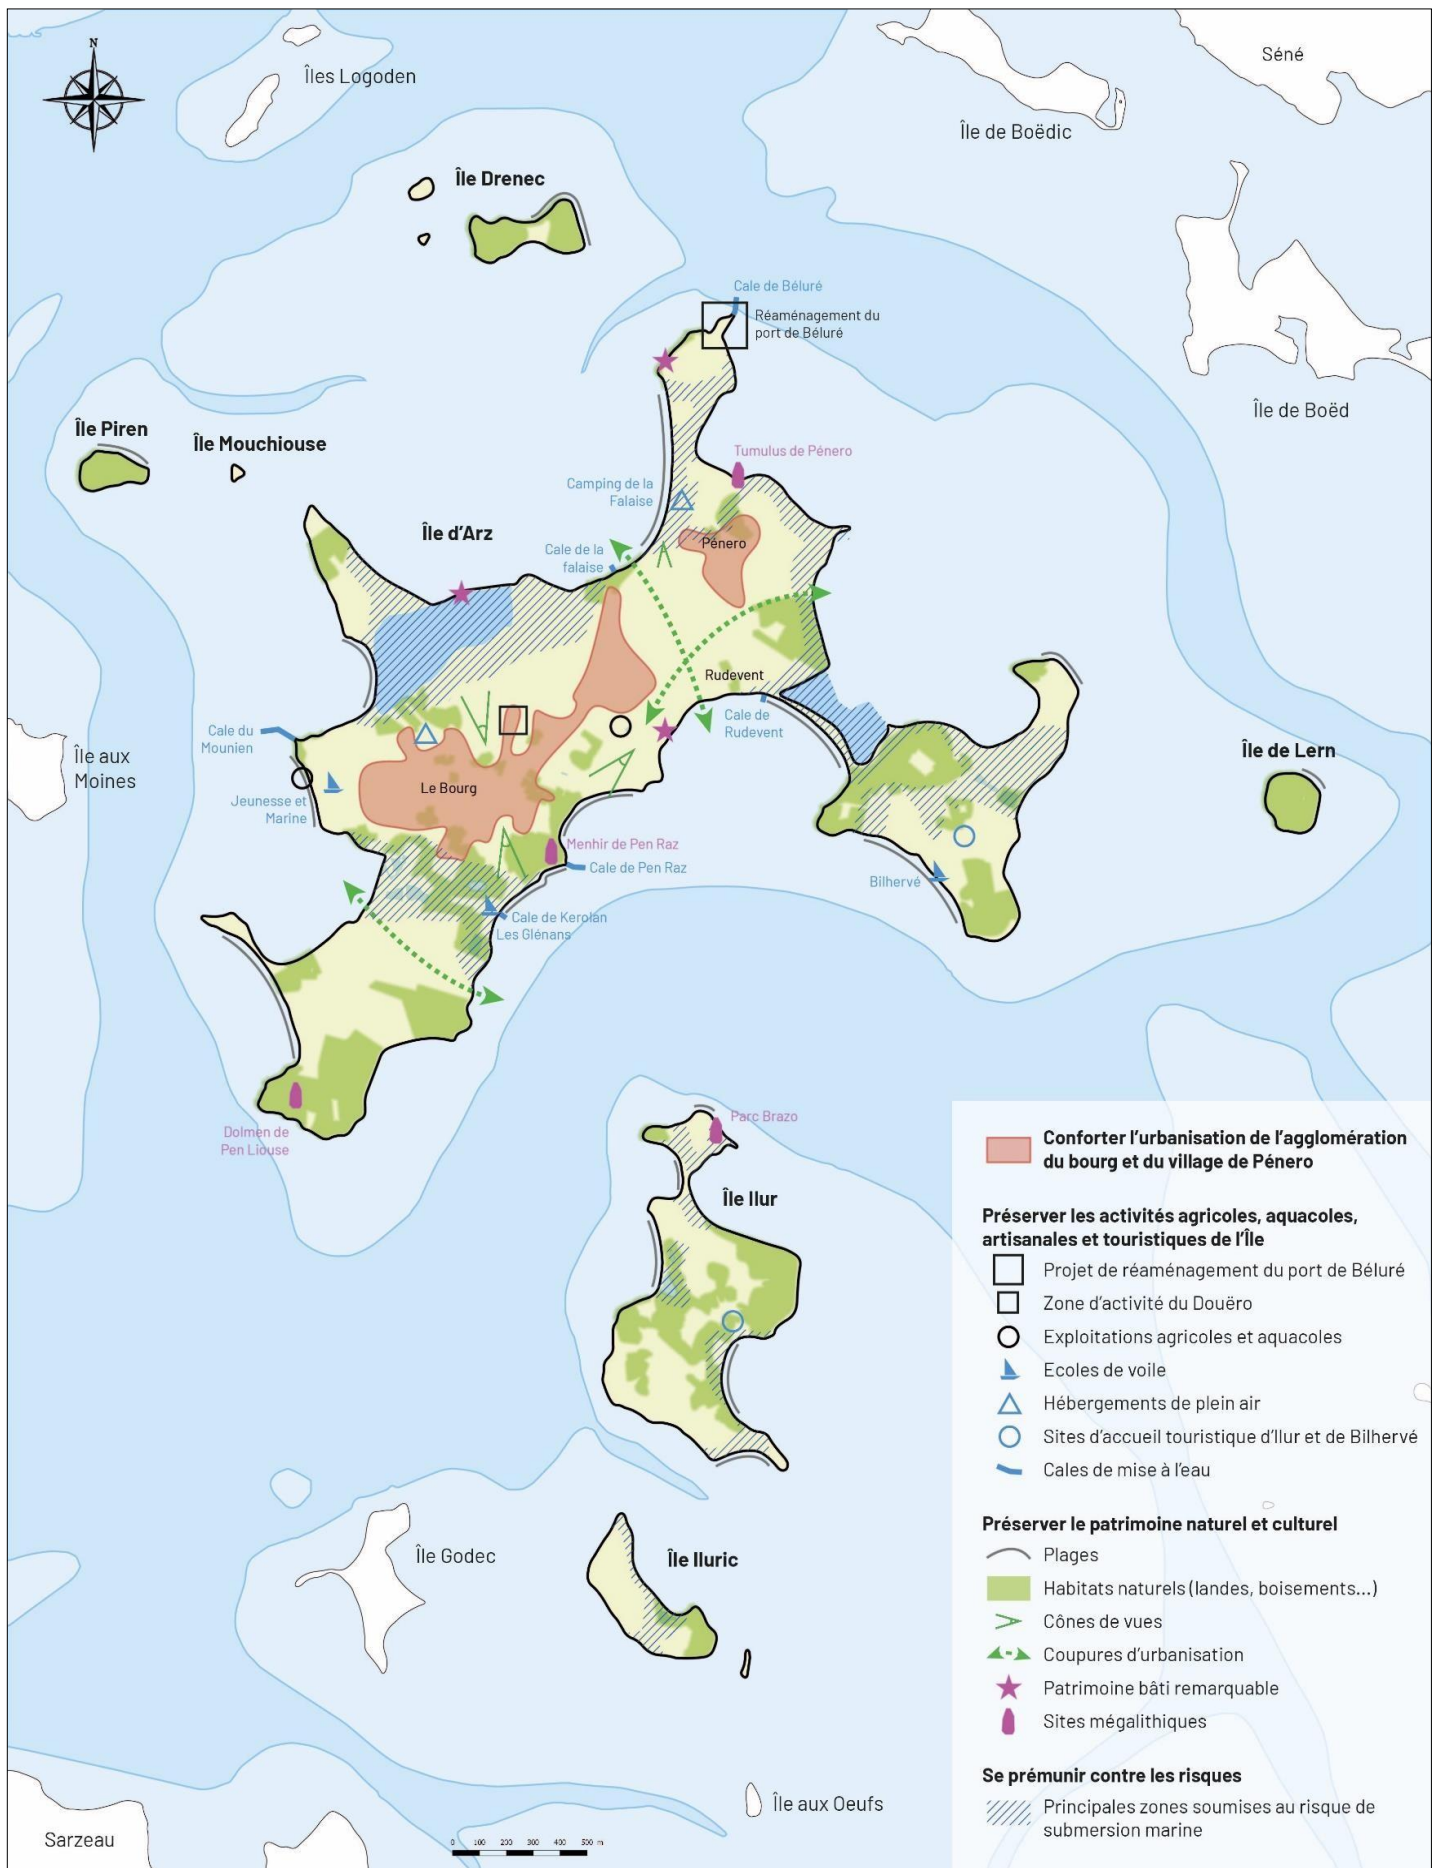 N
Îles Logoden
Séné
Île de Boëdic
Île Drenec
Cale de Béluré
Réaménagement du
port de Béluré
Île de Boëd
Île Piren
Île Mouchiouse
Tumulus de Pénero
Camping de la
Falaise
Île d'Arz
Pénero
Cale de la
falaise
Rudevent
Cale de
Rudevent
Cale du
Mounien
Île aux
Moines
Île de Lern
Le Bourg
Jeunesse et
Marine
Menhir de Pen Raz
Cale de Pen Raz
Bilhervé
Cale de Kerolan
Les Glénans
Dolmen de
Pen Liouse
Parc Brazo
Île Ilur
Île Godec
Île Iluric
Île aux Oeufs
Sarzeau
0 100 200 300 400 500 m
Conforter l'urbanisation de l'agglomération
du bourg et du village de Pénero
Préserver les activités agricoles, aquacoles,
artisanales et touristiques de l'Île
Projet de réaménagement du port de Béluré
Zone d'activité du Douëro
Exploitations agricoles et aquacoles
Ecoles de voile
Hébergements de plein air
Sites d'accueil touristique d'Ilur et de Bilhervé
Cales de mise à l'eau
Préserver le patrimoine naturel et culturel
Plages
Habitats naturels (landes, boisements...)
Cônes de vues
Coupures d'urbanisation
Patrimoine bâti remarquable
Sites mégalithiques
Se prémunir contre les risques
Principales zones soumises au risque de
submersion marine